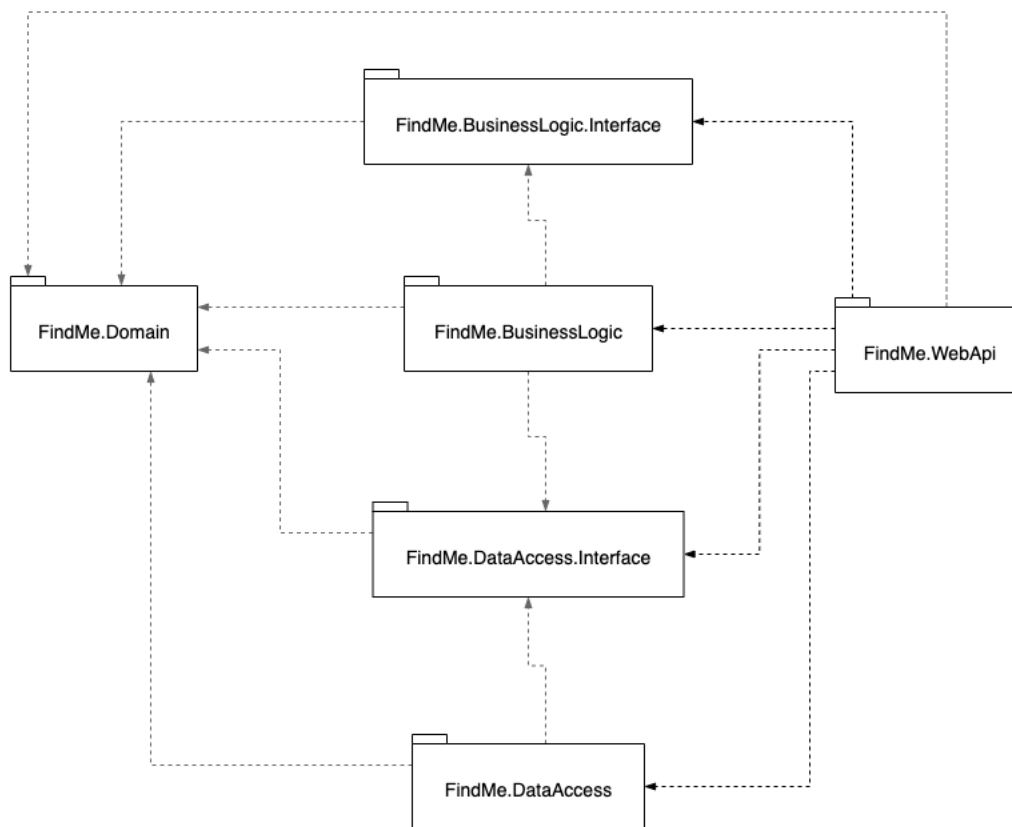 FindMe.BusinessLogic.Interface
FindMe.Domain
FindMe.BusinessLogic
FindMe.WebApi
FindMe.DataAccess.Interface
FindMe.DataAccess